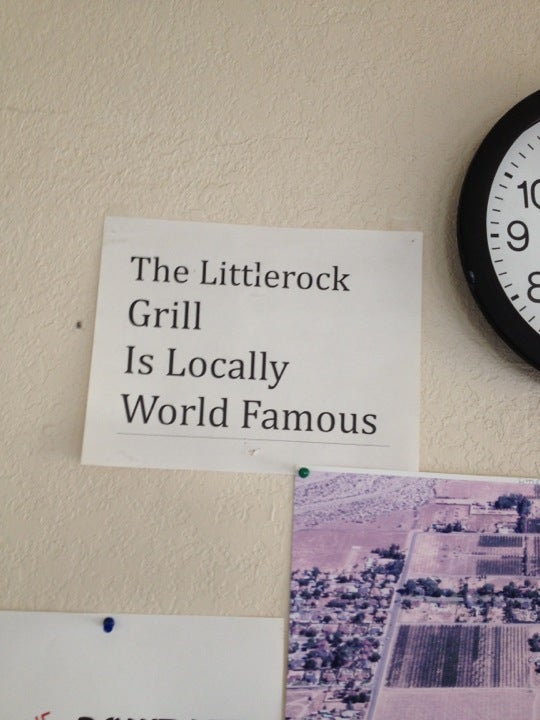 The Littlerock
Grill
Is Locally
World Famous
10
9
8